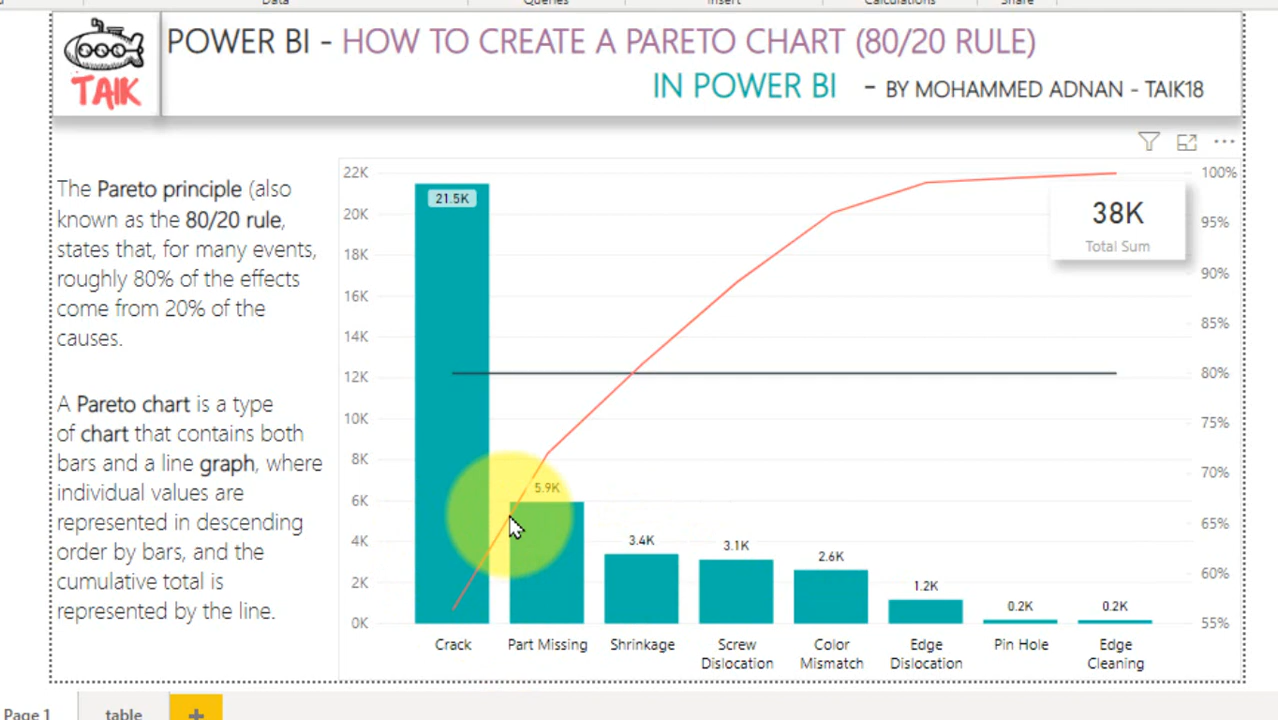 Data Queries Insert Calculations Share
TAIK
POWER BI - HOW TO CREATE A PARETO CHART (80/20 RULE)
IN POWER BI - BY MOHAMMED ADNAN - TAIK18
The Pareto principle (also
known as the 80/20 rule,
states that, for many events,
roughly 80% of the effects
come from 20% of the
causes.
A Pareto chart is a type
of chart that contains both
bars and a line graph, where
individual values are
represented in descending
order by bars, and the
cumulative total is
represented by the line.
22K
20K
18K
16K
14K
12K
10K
8K
6K
4K
2K
0K
21.5K
5.9K
3.4K
3.1K
2.6K
1.2K
0.2K
0.2K
Crack
Part Missing
Shrinkage
Screw
Dislocation
Color
Mismatch
Edge
Dislocation
Pin Hole
Edge
Cleaning
38K
Total Sum
100%
95%
90%
85%
80%
75%
70%
65%
60%
55%
Page 1 table +